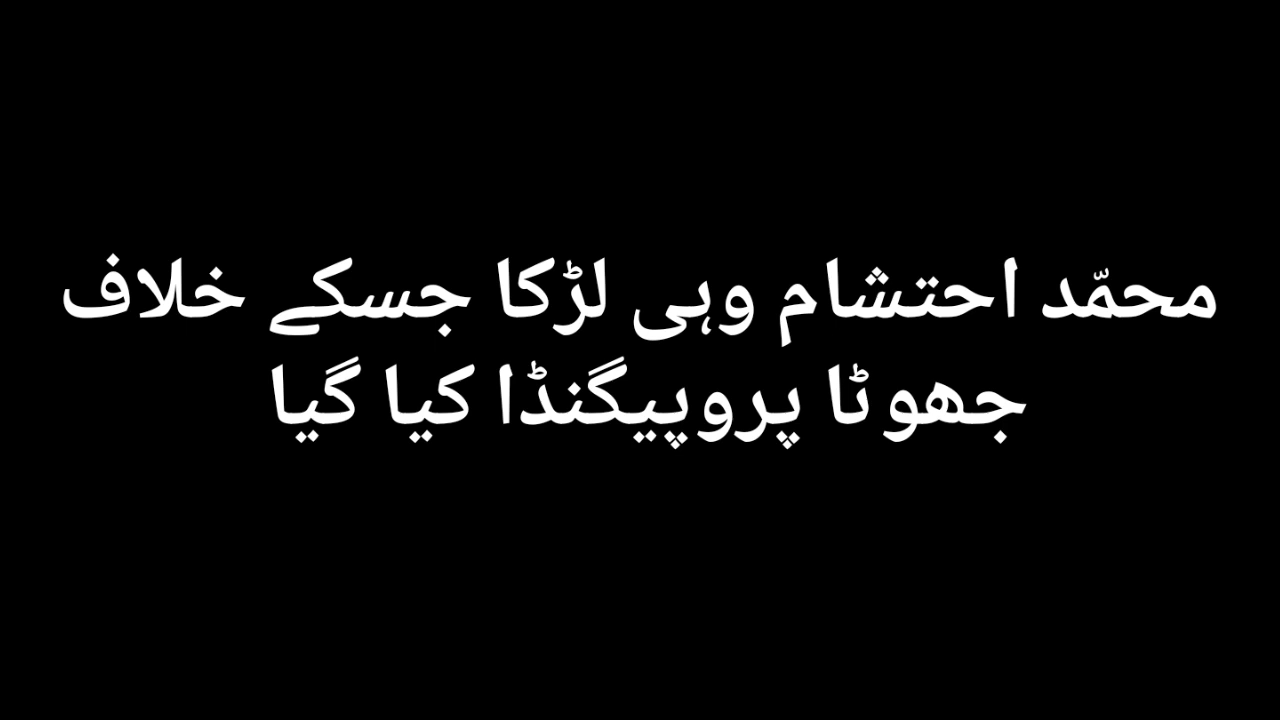 محمّد احتشام وہی لڑکا جسکے خلاف
جھوٹا پروپیگنڈا کیا گیا